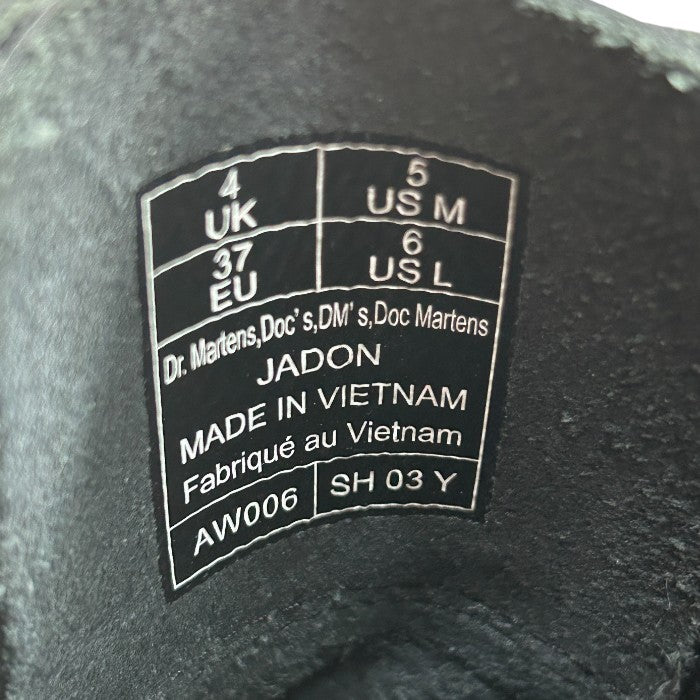 4 UK
5 US M
37 EU
6 US L
Dr. Martens,Doc's,DM's,Doc Martens
JADON
MADE IN VIETNAM
Fabriqué au Vietnam
AW006
SH 03 Y